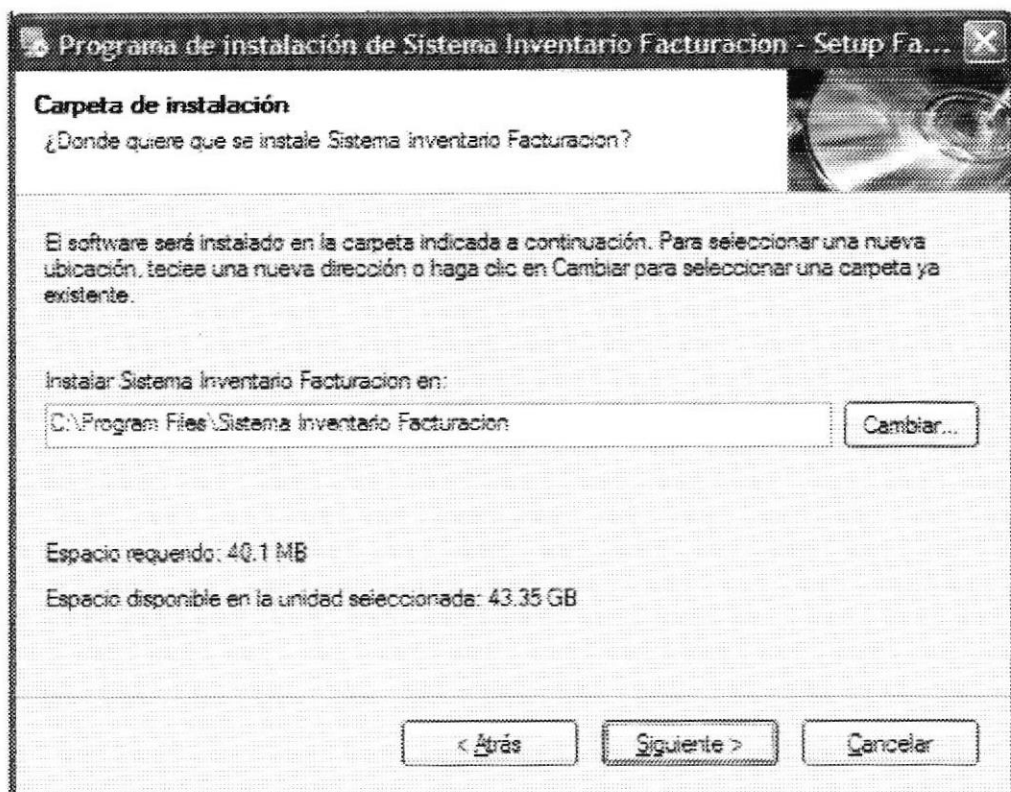 Programa de instalación de Sistema Inventario Facturacion - Setup Fa...
Carpeta de instalación
¿Donde quiere que se instale Sistema Inventario Facturacion?
El software será instalado en la carpeta indicada a continuación. Para seleccionar una nueva
ubicación, teclee una nueva dirección o haga clic en Cambiar para seleccionar una carpeta ya
existente.
Instalar Sistema Inventario Facturacion en:
C:\Program Files\Sistema Inventario Facturacion
Cambiar...
Espacio requerido: 40.1 MB
Espacio disponible en la unidad seleccionada: 43.35 GB
< Atrás
Siguiente >
Cancelar